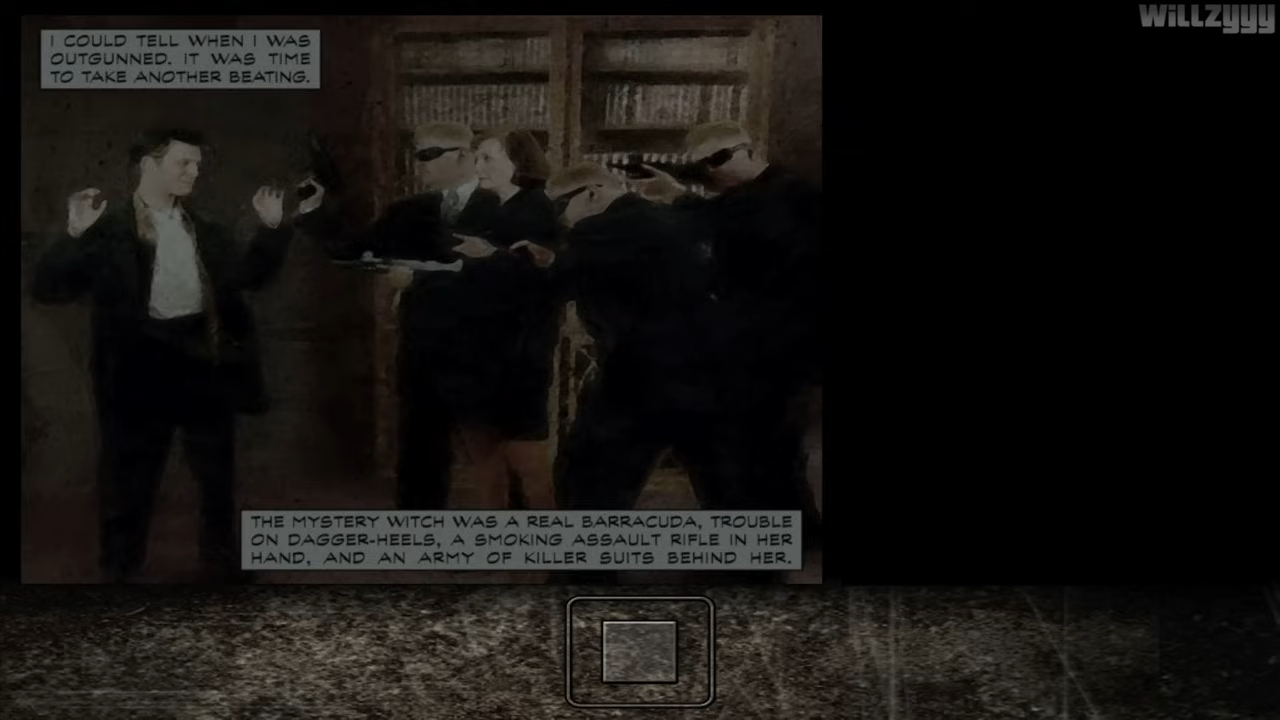 WiLLZyyy
I COULD TELL WHEN I WAS
OUTGUNNED. IT WAS TIME
TO TAKE ANOTHER BEATING.
THE MYSTERY WITCH WAS A REAL BARRACUDA, TROUBLE
ON DAGGER-HEELS, A SMOKING ASSAULT RIFLE IN HER
HAND, AND AN ARMY OF KILLER SUITS BEHIND HER.